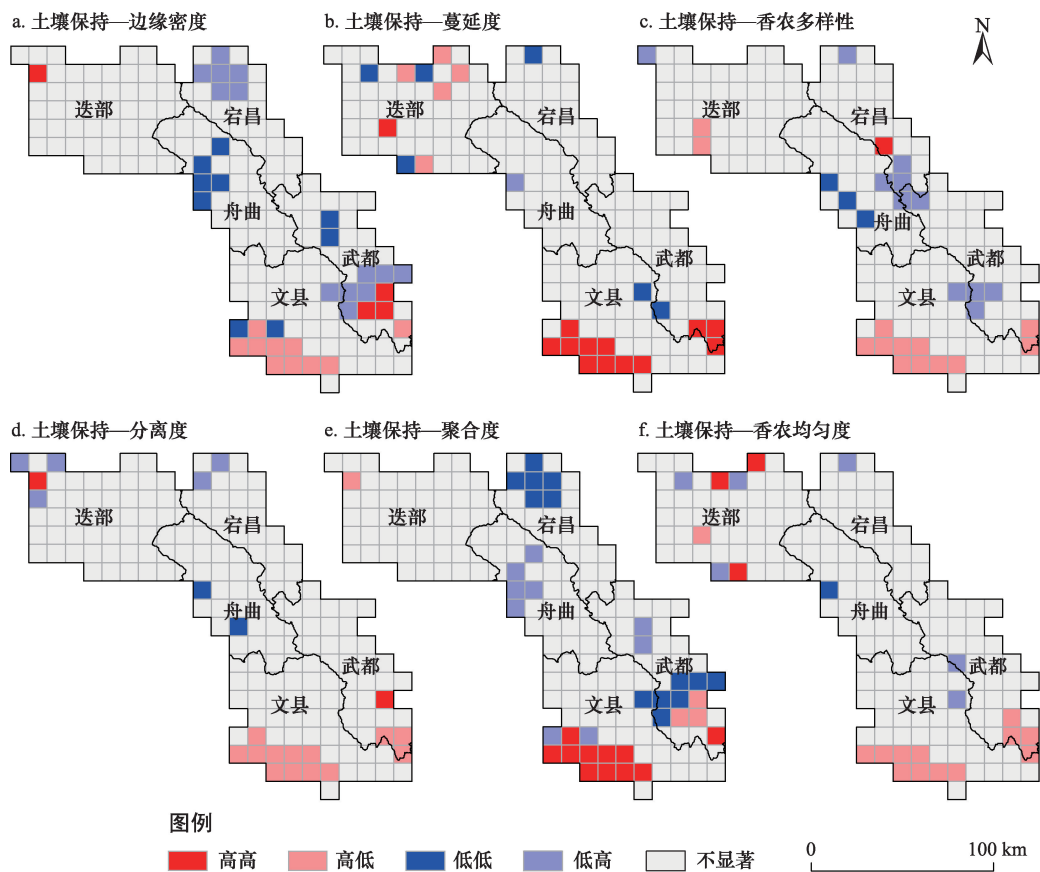 a. 土壤保持—边缘密度
b. 土壤保持—蔓延度
c. 土壤保持—香农多样性
N
迭部
宕昌
舟曲
武都
文县
迭部
宕昌
舟曲
武都
文县
迭部
宕昌
舟曲
武都
文县
d. 土壤保持—分离度
e. 土壤保持—聚合度
f. 土壤保持—香农均匀度
迭部
宕昌
舟曲
武都
文县
迭部
宕昌
舟曲
武都
文县
迭部
宕昌
舟曲
武都
文县
图例
高高
高低
低低
低高
不显著
0
100 km